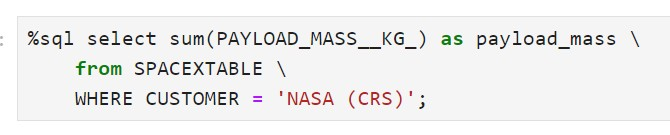 %sql select sum(PAYLOAD_MASS__KG_) as payload_mass \
from SPACEXTABLE \
WHERE CUSTOMER = 'NASA (CRS)';